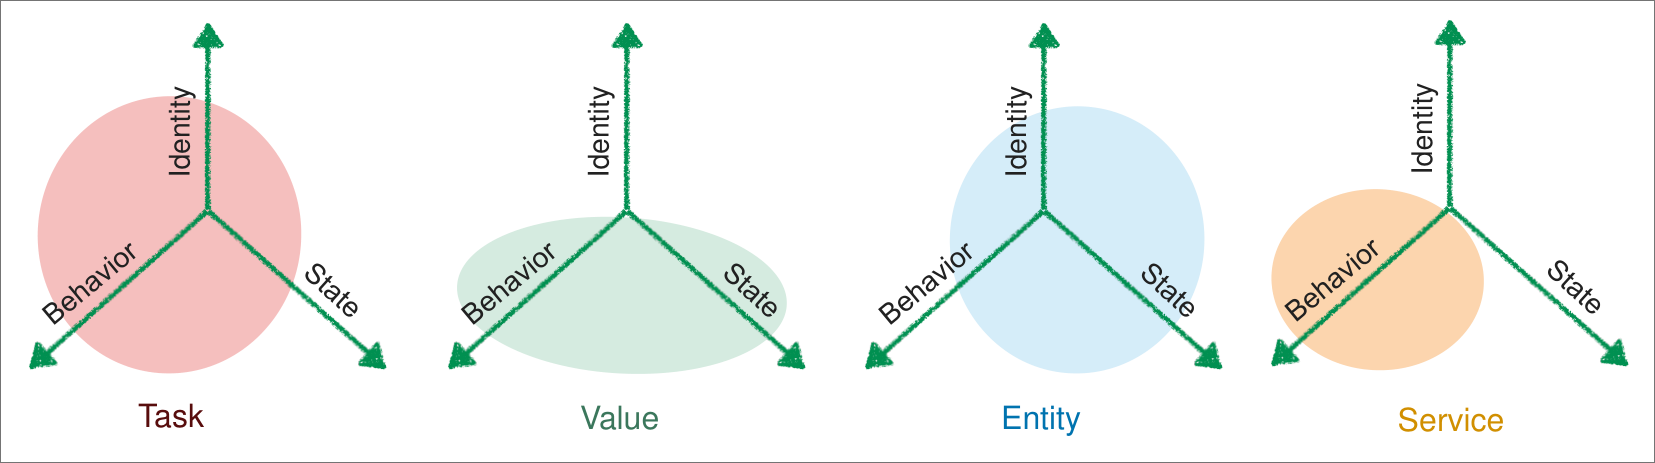 Identity
Behavior
State
Task
Identity
Behavior
State
Value
Identity
Behavior
State
Entity
Identity
Behavior
State
Service